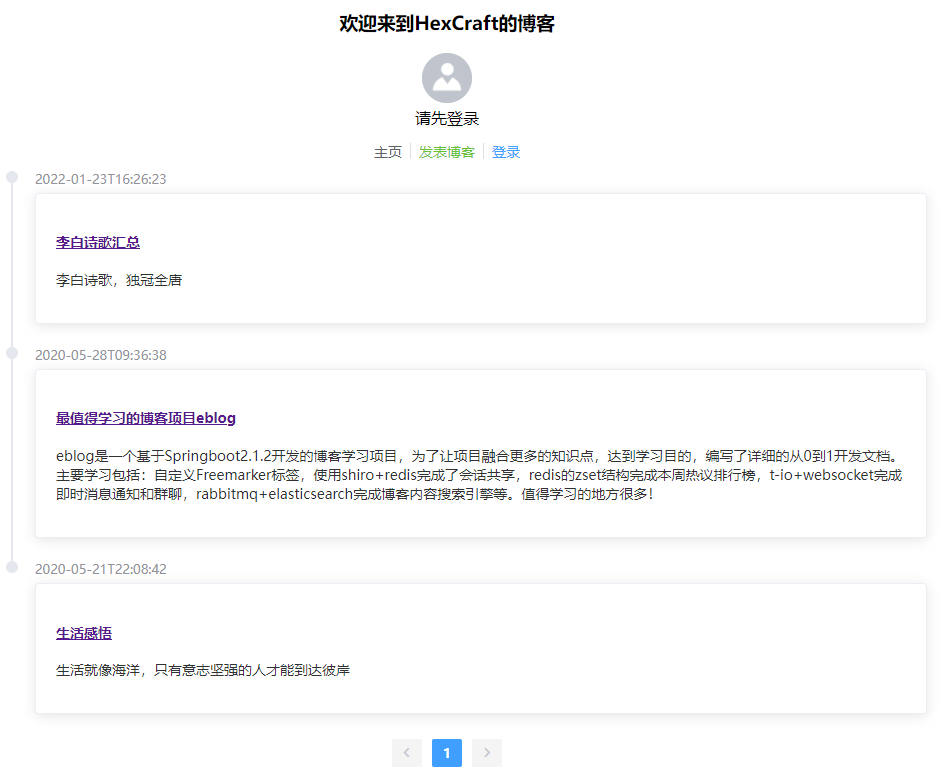 欢迎来到HexCraft的博客
请先登录
主页 发表博客 登录
2022-01-23T16:26:23
李白诗歌汇总
李白诗歌，独冠全唐
2020-05-28T09:36:38
最值得学习的博客项目eblog
eblog是一个基于Springboot2.1.2开发的博客学习项目，为了让项目融合更多的知识点，达到学习目的，编写了详细的从0到1开发文档。
主要学习包括：自定义Freemarker标签，使用shiro+redis完成了会话共享，redis的zset结构完成本周热议排行榜，t-io+websocket完成
即时消息通知和群聊，rabbitmq+elasticsearch完成博客内容搜索引擎等。值得学习的地方很多！
2020-05-21T22:08:42
生活感悟
生活就像海洋，只有意志坚强的人才能到达彼岸
1